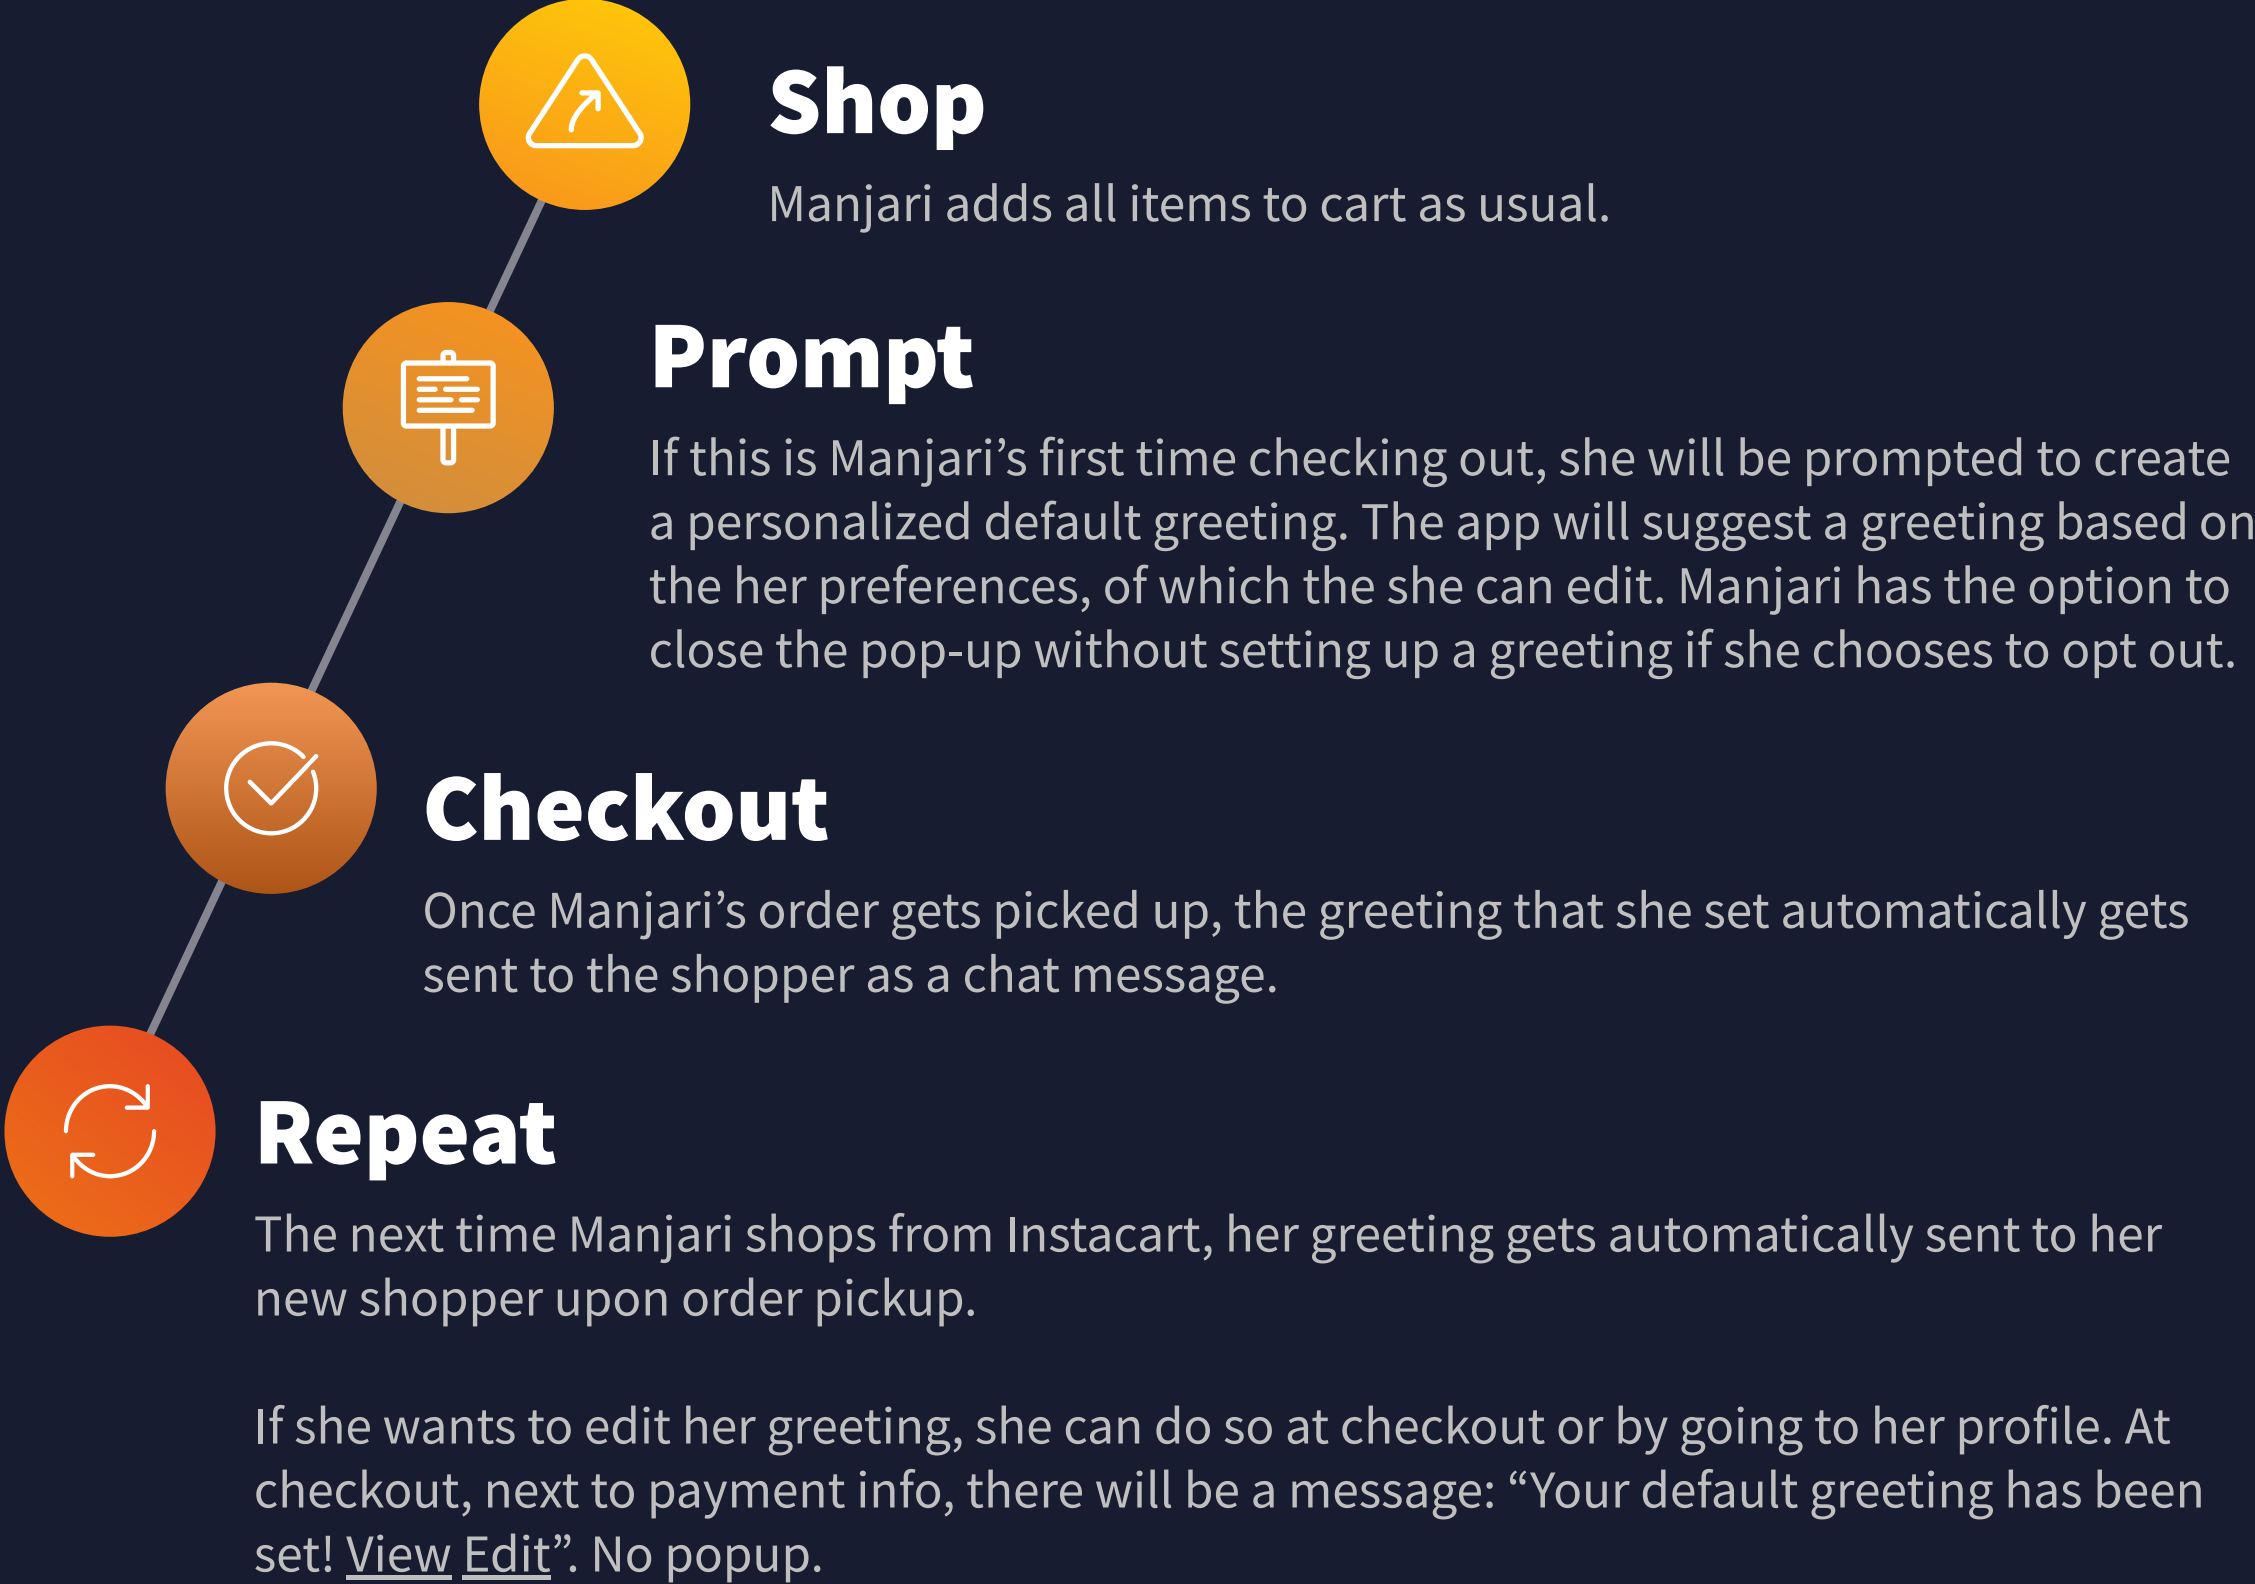 Shop
Manjari adds all items to cart as usual.
Prompt
If this is Manjari’s first time checking out, she will be prompted to create
a personalized default greeting. The app will suggest a greeting based on
the her preferences, of which the she can edit. Manjari has the option to
close the pop-up without setting up a greeting if she chooses to opt out.
Checkout
Once Manjari’s order gets picked up, the greeting that she set automatically gets
sent to the shopper as a chat message.
Repeat
The next time Manjari shops from Instacart, her greeting gets automatically sent to her
new shopper upon order pickup.
If she wants to edit her greeting, she can do so at checkout or by going to her profile. At
checkout, next to payment info, there will be a message: “Your default greeting has been
set! View Edit”. No popup.